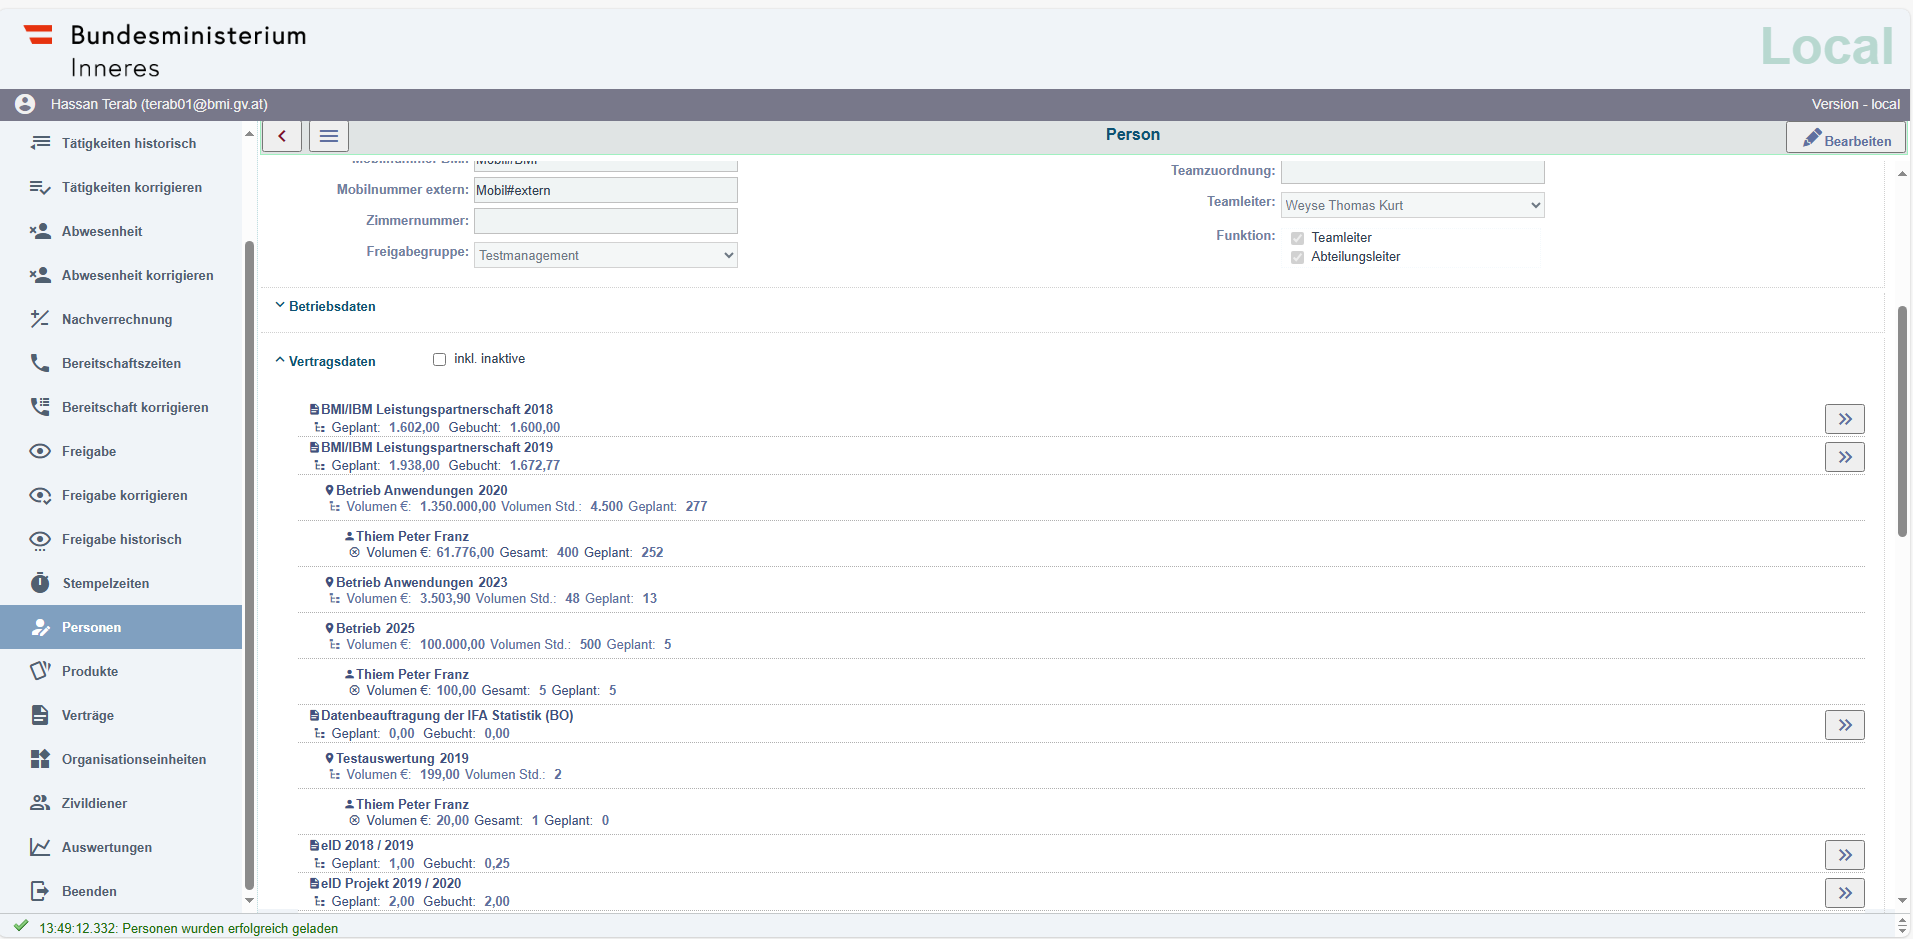 Bundesministerium
Inneres
Local
Hassan Terab (terab01@bmi.gv.at)
Version - local
Tätigkeiten historisch
Tätigkeiten korrigieren
Abwesenheit
Abwesenheit korrigieren
Nachverrechnung
Bereitschaftszeiten
Bereitschaft korrigieren
Freigabe
Freigabe korrigieren
Freigabe historisch
Stempelzeiten
Personen
Produkte
Verträge
Organisationseinheiten
Zivildiener
Auswertungen
Beenden
Person
Bearbeiten
Mobilnummer BMI: Mobil#BMI
Mobilnummer extern: Mobil#extern
Zimmernummer:
Freigabegruppe: Testmanagement
Teamzuordnung:
Teamleiter: Weyse Thomas Kurt
Funktion: Teamleiter
Abteilungsleiter
Betriebsdaten
Vertragsdaten inkl. inaktive
BMI/IBM Leistungspartnerschaft 2018
Geplant: 1.602,00 Gebucht: 1.600,00
BMI/IBM Leistungspartnerschaft 2019
Geplant: 1.938,00 Gebucht: 1.672,77
Betrieb Anwendungen 2020
Volumen €: 1.350.000,00 Volumen Std.: 4.500 Geplant: 277
Thiem Peter Franz
Volumen €: 61.776,00 Gesamt: 400 Geplant: 252
Betrieb Anwendungen 2023
Volumen €: 3.503,90 Volumen Std.: 48 Geplant: 13
Betrieb 2025
Volumen €: 100.000,00 Volumen Std.: 500 Geplant: 5
Thiem Peter Franz
Volumen €: 100,00 Gesamt: 5 Geplant: 5
Datenbeauftragung der IFA Statistik (BO)
Geplant: 0,00 Gebucht: 0,00
Testauswertung 2019
Volumen €: 199,00 Volumen Std.: 2
Thiem Peter Franz
Volumen €: 20,00 Gesamt: 1 Geplant: 0
eID 2018 / 2019
Geplant: 1,00 Gebucht: 0,25
eID Projekt 2019 / 2020
Geplant: 2,00 Gebucht: 2,00
13:49:12.332: Personen wurden erfolgreich geladen